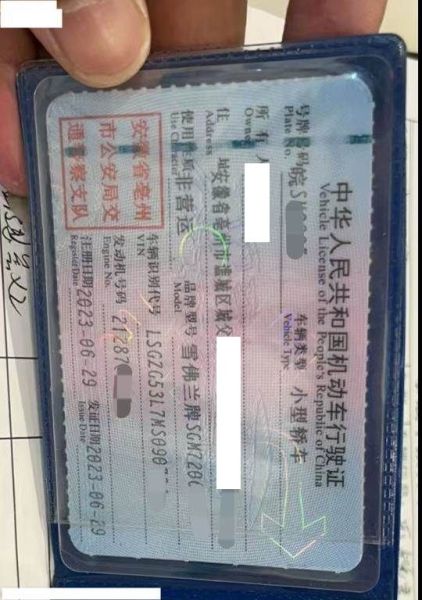 中华人民共和国机动车行驶证
Vehicle License of the People's Republic of China
号牌号码 皖S
Plate No.
车辆类型 小型轿车
Vehicle Type
所有人
Owner
住址 安徽省亳州市谯城区城父
Address
使用性质 非营运
Use Character
品牌型号 雪佛兰牌SGM720
Model
车辆识别代号 LSGZG53L7MS090
VIN
发动机号码 21287
Engine No.
注册日期 2023-06-29
Register Date
发证日期 2023-06-29
Issue Date
安徽省亳州
市公安局交
通警察支队